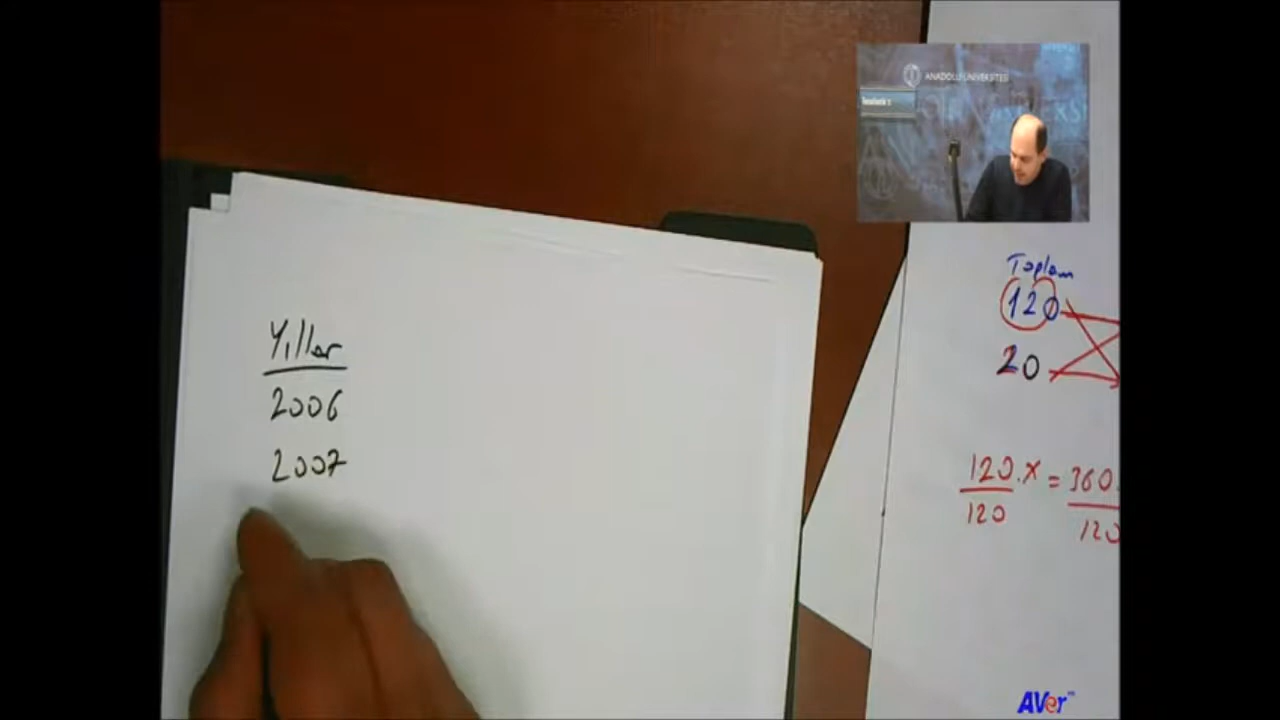 Yıllar
2006
2007
ANADOLU ÜNİVERSİTESİ
Toplam
120
20
120.x = 360.
120 120
AVer